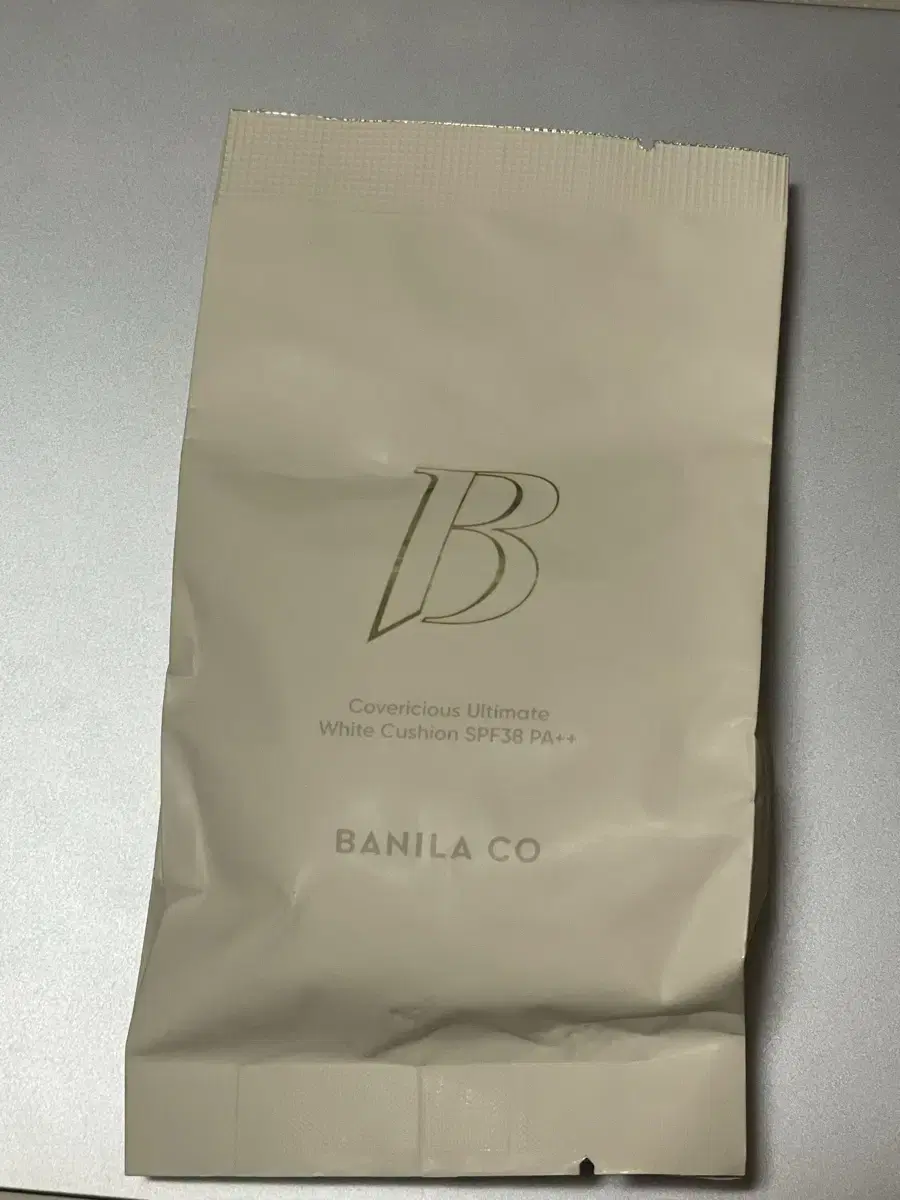 B
Covericious Ultimate
White Cushion SPF38 PA++
BANILA CO